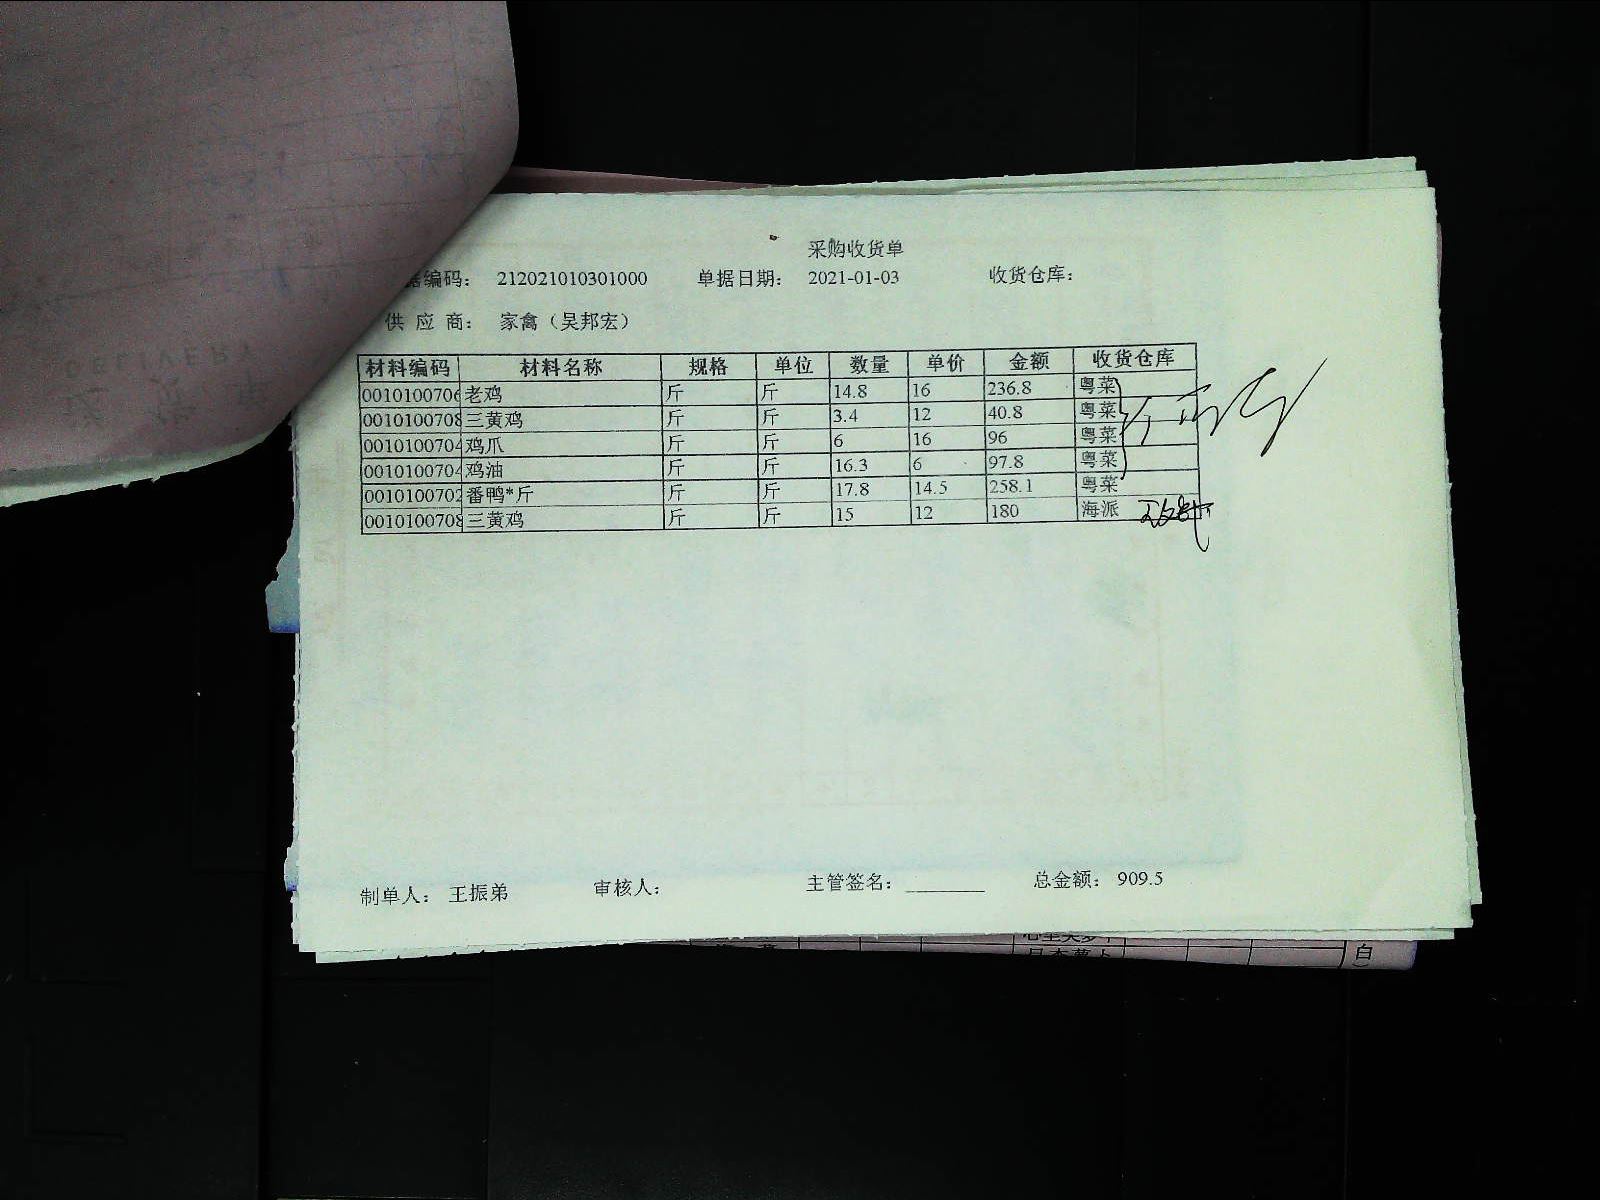 采购收货单
据编码： 212021010301000 单据日期： 2021-01-03 收货仓库：
供 应 商： 家禽（吴邦宏）
材料编码 材料名称 规格 单位 数量 单价 金额 收货仓库
0010100706 老鸡 斤 斤 14.8 16 236.8 粤菜
0010100708 三黄鸡 斤 斤 3.4 12 40.8 粤菜
0010100704 鸡爪 斤 斤 6 16 96 粤菜
0010100704 鸡油 斤 斤 16.3 6 97.8 粤菜
0010100702 番鸭*斤 斤 斤 17.8 14.5 258.1 粤菜
0010100708 三黄鸡 斤 斤 15 12 180 海派
制单人： 王振弟 审核人： 主管签名： ________ 总金额： 909.5
DELIVERY
白